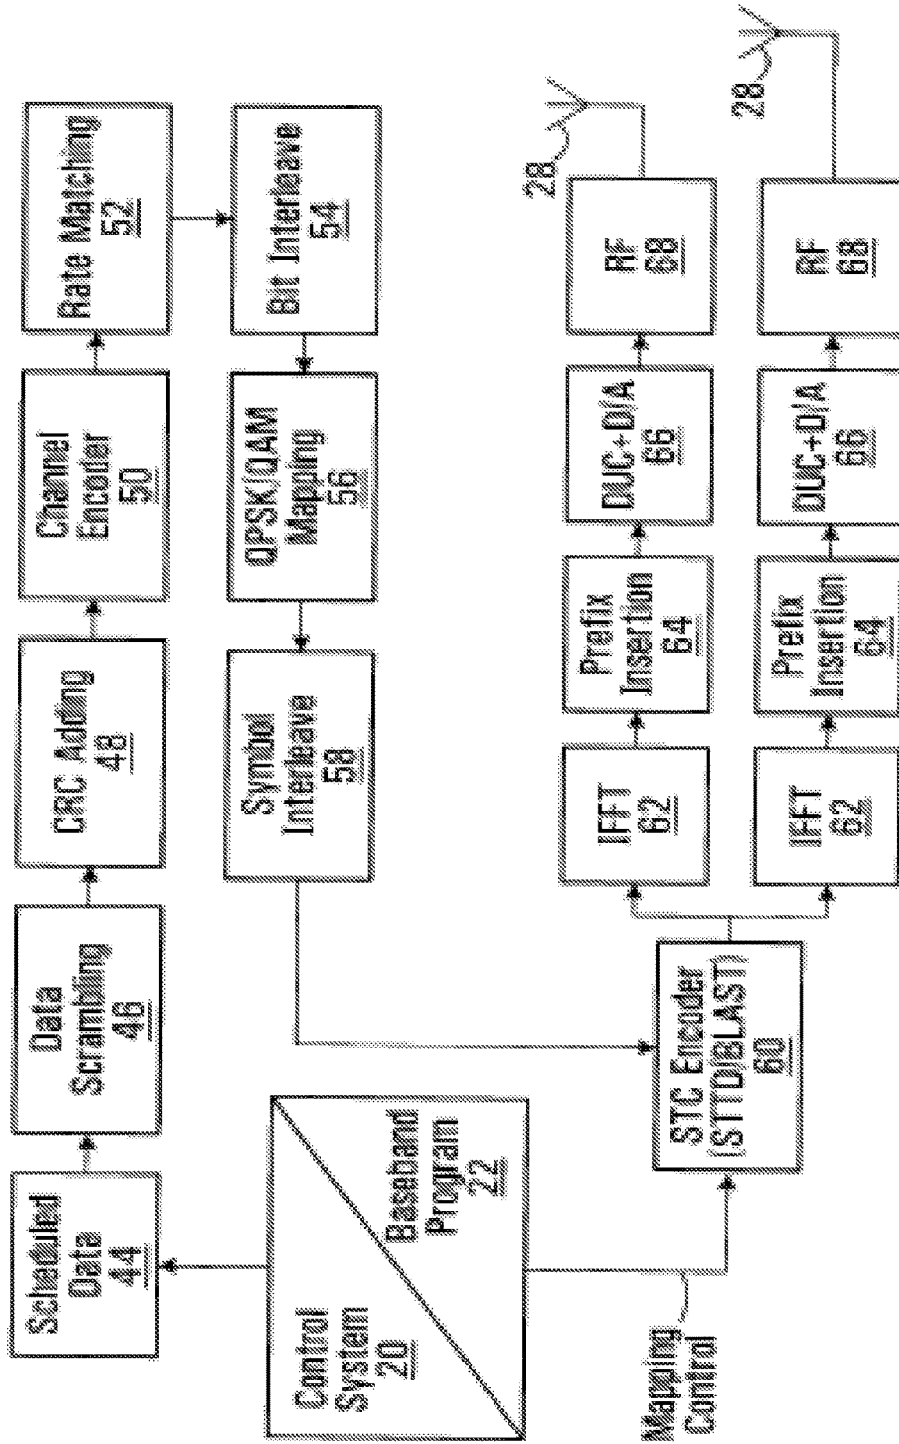 Scheduled
Data
44
Data
Scrambling
46
CRC Adding
48
Channel
Encoder
50
Rate Matching
52
Bit Interleave
54
QPSK/QAM
Mapping
56
Symbol
Interleave
58
Control
System
20
Baseband
Program
22
Mapping
Control
STC Encoder
(STTD/BLAST)
60
IFFT
62
Prefix
Insertion
64
DUC+D/A
66
RF
68
28
IFFT
62
Prefix
Insertion
64
DUC+D/A
66
RF
68
28